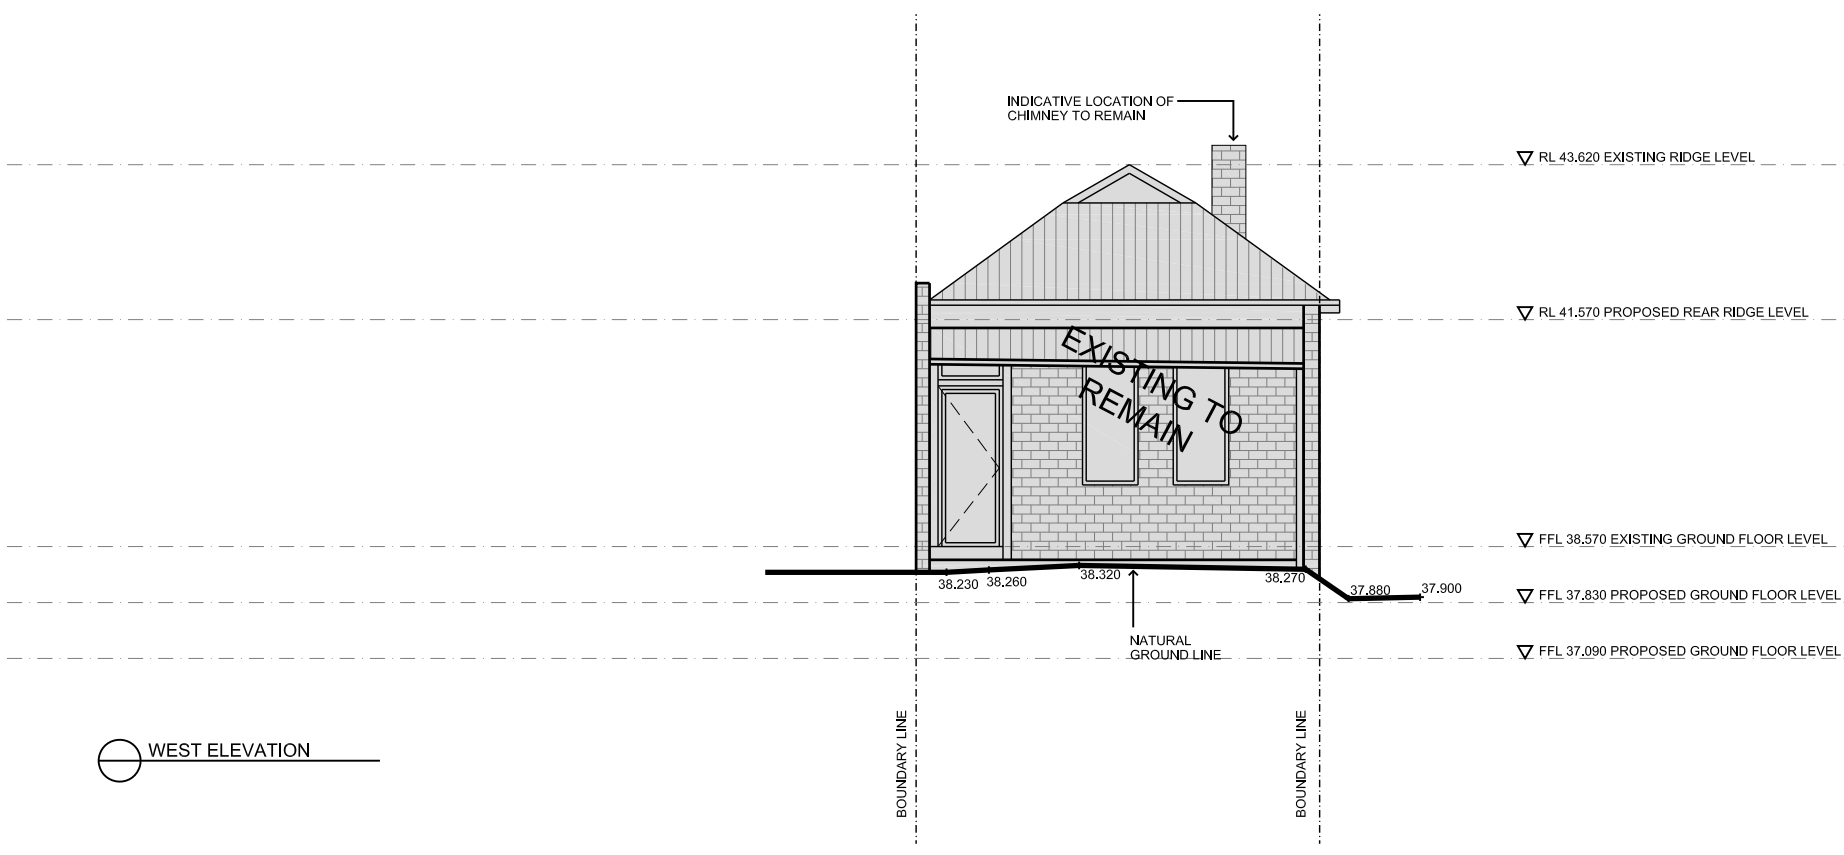 INDICATIVE LOCATION OF
CHIMNEY TO REMAIN
RL 43.620 EXISTING RIDGE LEVEL
RL 41.570 PROPOSED REAR RIDGE LEVEL
EXISTING TO
REMAIN
FFL 38.570 EXISTING GROUND FLOOR LEVEL
38.230
38.260
38.320
38.270
37.880
37.900
FFL 37.830 PROPOSED GROUND FLOOR LEVEL
NATURAL
GROUND LINE
FFL 37.090 PROPOSED GROUND FLOOR LEVEL
BOUNDARY LINE
BOUNDARY LINE
WEST ELEVATION